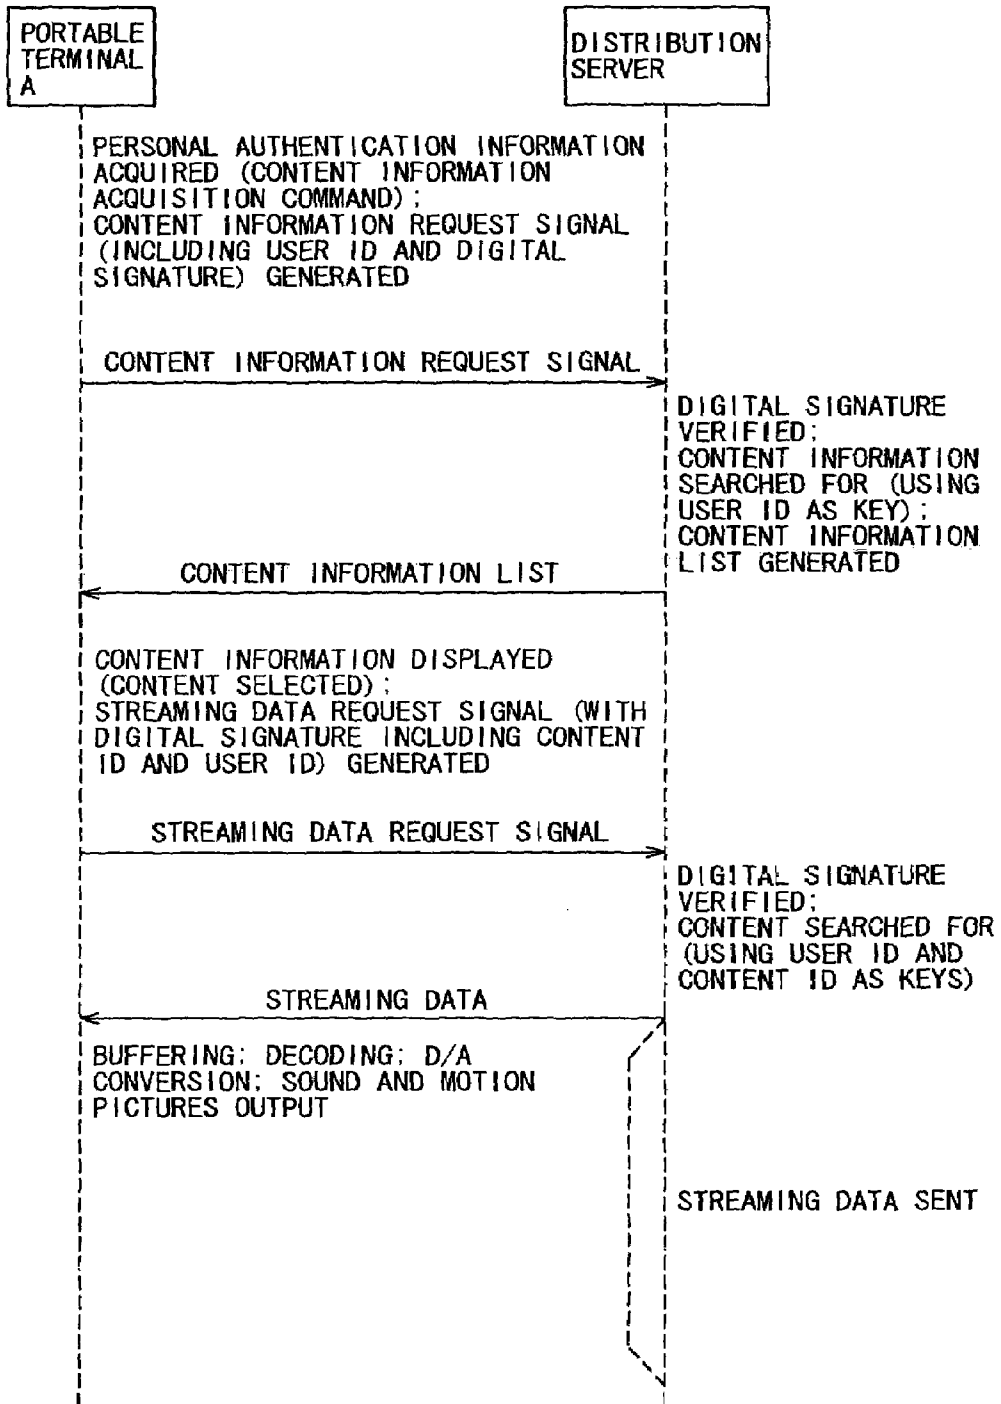 PORTABLE
TERMINAL
A
DISTRIBUTION
SERVER
PERSONAL AUTHENTICATION INFORMATION
ACQUIRED (CONTENT INFORMATION
ACQUISITION COMMAND);
CONTENT INFORMATION REQUEST SIGNAL
(INCLUDING USER ID AND DIGITAL
SIGNATURE) GENERATED
CONTENT INFORMATION REQUEST SIGNAL
DIGITAL SIGNATURE
VERIFIED;
CONTENT INFORMATION
SEARCHED FOR (USING
USER ID AS KEY);
CONTENT INFORMATION
LIST GENERATED
CONTENT INFORMATION LIST
CONTENT INFORMATION DISPLAYED
(CONTENT SELECTED);
STREAMING DATA REQUEST SIGNAL (WITH
DIGITAL SIGNATURE INCLUDING CONTENT
ID AND USER ID) GENERATED
STREAMING DATA REQUEST SIGNAL
DIGITAL SIGNATURE
VERIFIED;
CONTENT SEARCHED FOR
(USING USER ID AND
CONTENT ID AS KEYS)
STREAMING DATA
BUFFERING; DECODING; D/A
CONVERSION; SOUND AND MOTION
PICTURES OUTPUT
STREAMING DATA SENT